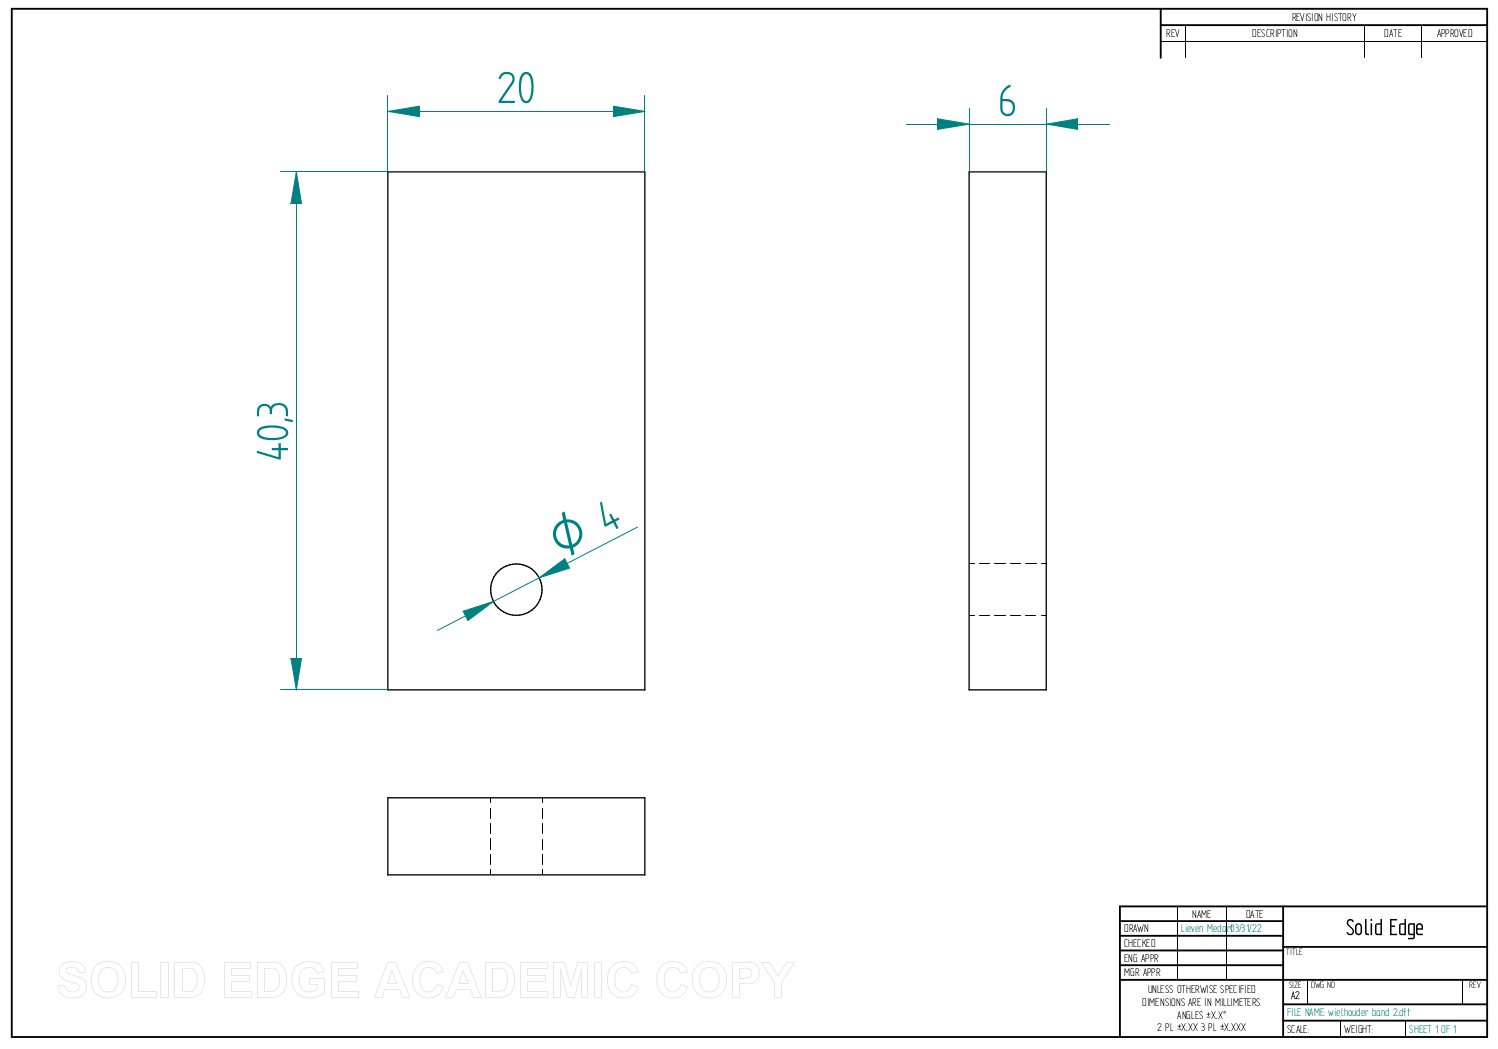 REVISION HISTORY
REV DESCRIPTION DATE APPROVED
20
6
40,3
ϕ 4
SOLID EDGE ACADEMIC COPY
NAME DATE
DRAWN Lieven 03/31/22
CHECKED
ENG APPR
MGR APPR
UNLESS OTHERWISE SPECIFIED
DIMENSIONS ARE IN MILLIMETERS
ANGLES ±X.X°
2 PL ±X.XX 3 PL ±X.XXX
Solid Edge
TITLE
SIZE DWG NO REV
A2
FILE NAME: wielhouder band 2.dft
SCALE: WEIGHT: SHEET 1 OF 1